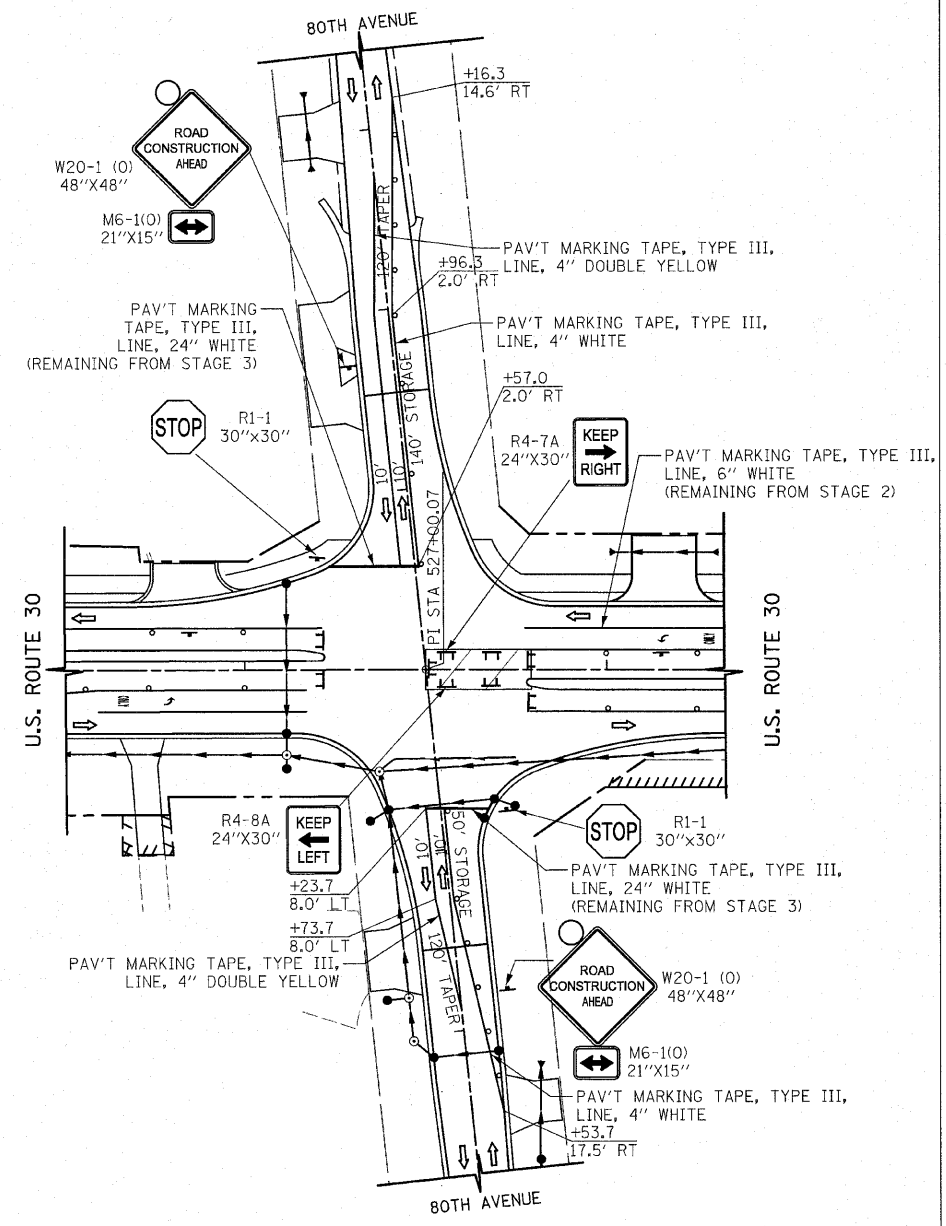 80TH AVENUE
+16.3
14.6' RT
ROAD
CONSTRUCTION
AHEAD
W20-1 (O)
48"X48"
M6-1(O)
21"X15"
120' TAPER
PAV'T MARKING TAPE, TYPE III,
LINE, 4" DOUBLE YELLOW
+96.3
2.0' RT
PAV'T MARKING
TAPE, TYPE III,
LINE, 24" WHITE
(REMAINING FROM STAGE 3)
PAV'T MARKING TAPE, TYPE III,
LINE, 4" WHITE
140' STORAGE
+57.0
2.0' RT
STOP
R1-1
30"x30"
R4-7A
24"X30"
KEEP
RIGHT
PAV'T MARKING TAPE, TYPE III,
LINE, 6" WHITE
(REMAINING FROM STAGE 2)
10'
10'
PI STA 527+00.07
U.S. ROUTE 30
ONLY
ONLY
U.S. ROUTE 30
R4-8A
24"X30"
KEEP
LEFT
STOP
R1-1
30"x30"
10'
10'
50' STORAGE
PAV'T MARKING TAPE, TYPE III,
LINE, 24" WHITE
(REMAINING FROM STAGE 3)
+23.7
8.0' LT
+73.7
8.0' LT
PAV'T MARKING TAPE, TYPE III,
LINE, 4" DOUBLE YELLOW
120' TAPER
ROAD
CONSTRUCTION
AHEAD
W20-1 (O)
48"X48"
M6-1(O)
21"X15"
PAV'T MARKING TAPE, TYPE III,
LINE, 4" WHITE
+53.7
17.5' RT
80TH AVENUE